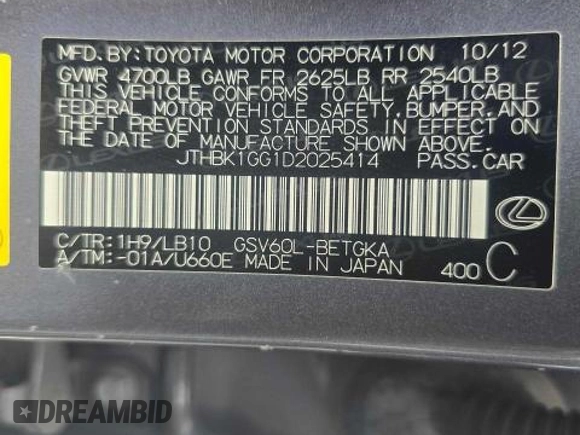 MFD.BY:TOYOTA MOTOR CORPORATION 10/12
GVWR 4700LB GAWR FR 2625LB RR 2540LB
THIS VEHICLE CONFORMS TO ALL APPLICABLE
FEDERAL MOTOR VEHICLE SAFETY,BUMPER,AND
THEFT PREVENTION STANDARDS IN EFFECT ON
THE DATE OF MANUFACTURE SHOWN ABOVE.
JTHBK1GG1D2025414 PASS.CAR
C/TR:1H9/LB10 GSV60L-BETGKA
A/TM:-01A/U660E MADE IN JAPAN 400 C
DREAMBID